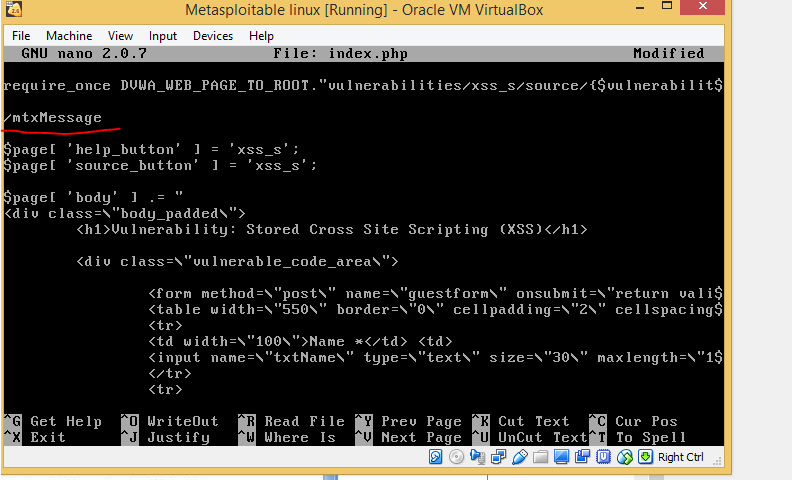 Metasploitable linux [Running] - Oracle VM VirtualBox
File Machine View Input Devices Help
GNU nano 2.0.7 File: index.php Modified
require_once DVWA_WEB_PAGE_TO_ROOT."vulnerabilities/xss_s/source/{$vulnerabilit$
/mtxMessage
$page[ 'help_button' ] = 'xss_s';
$page[ 'source_button' ] = 'xss_s';
$page[ 'body' ] .= "
<div class=\"body_padded\">
<h1>Vulnerability: Stored Cross Site Scripting (XSS)</h1>
<div class=\"vulnerable_code_area\">
<form method=\"post\" name=\"guestform\" onsubmit=\"return vali$
<table width=\"550\" border=\"0\" cellpadding=\"2\" cellspacing$
<tr>
<td width=\"100\">Name *</td> <td>
<input name=\"txtName\" type=\"text\" size=\"30\" maxlength=\"1$
</tr>
<tr>
^G Get Help ^O WriteOut ^R Read File ^Y Prev Page ^K Cut Text ^C Cur Pos
^X Exit ^J Justify ^W Where Is ^V Next Page ^U UnCut Text ^T To Spell
Right Ctrl